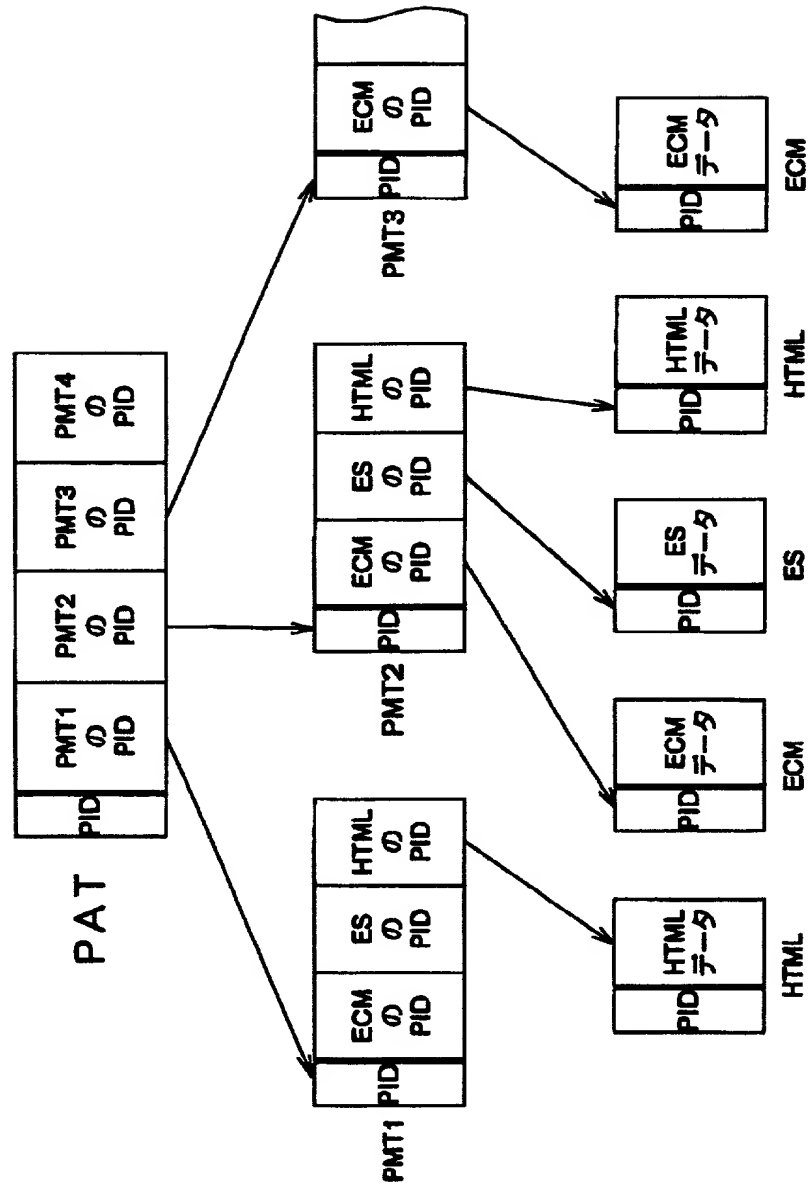 PAT
PID
PMT1
の
PID
PMT2
の
PID
PMT3
の
PID
PMT4
の
PID
PMT1
PID
ECM
の
PID
ES
の
PID
HTML
の
PID
PMT2
PID
ECM
の
PID
ES
の
PID
HTML
の
PID
PMT3
PID
ECM
の
PID
PID
HTML
データ
HTML
PID
ECM
データ
ECM
PID
ES
データ
ES
PID
HTML
データ
HTML
PID
ECM
データ
ECM